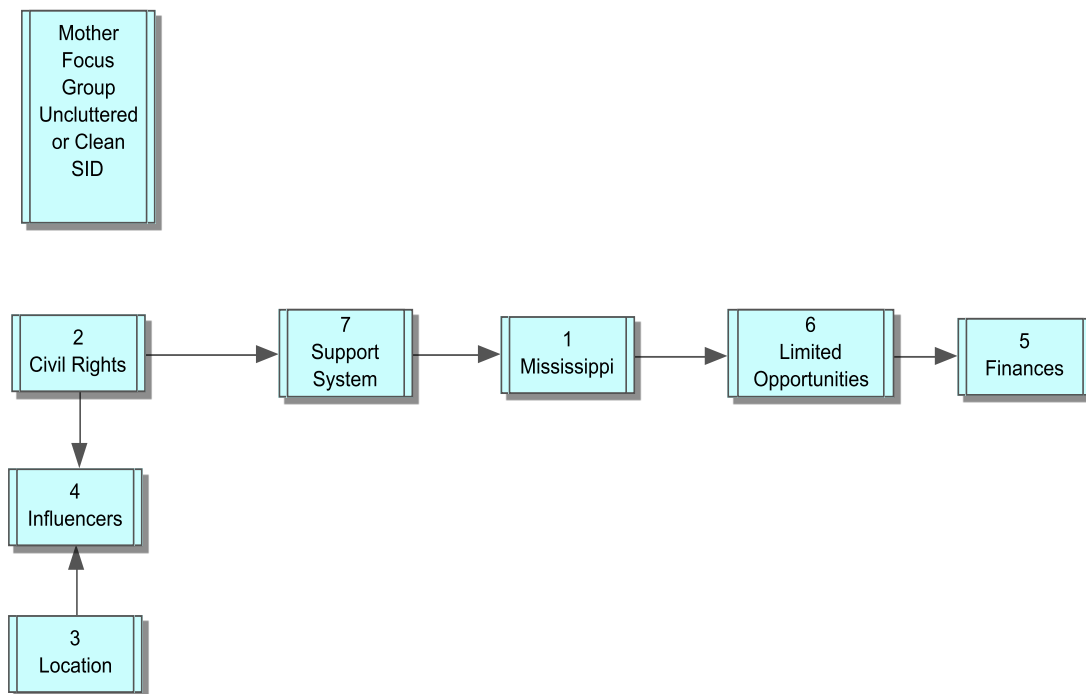 Mother
Focus
Group
Uncluttered
or Clean
SID
2
Civil Rights
7
Support
System
1
Mississippi
6
Limited
Opportunities
5
Finances
4
Influencers
3
Location